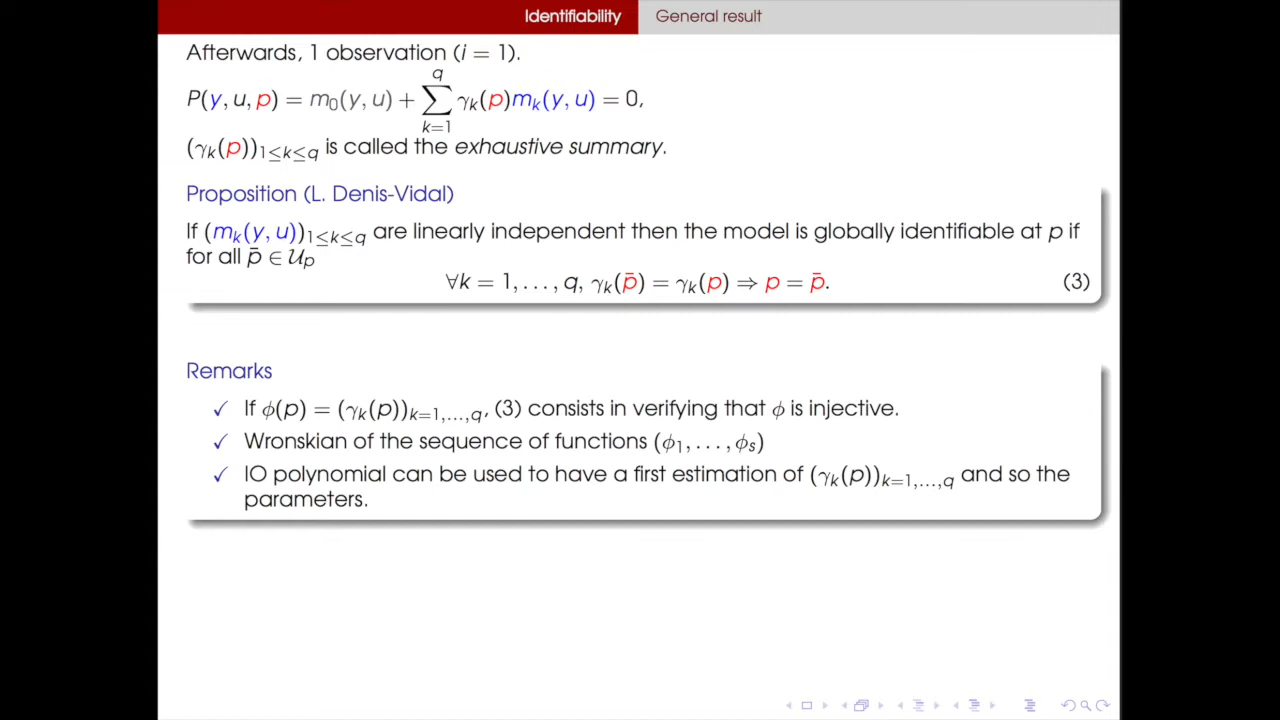 Identifiability General result
Afterwards, 1 observation (i = 1).
P(y, u, p) = m₀(y, u) + ∑_{k=1}^{q} γₖ(p)mₖ(y, u) = 0,
(γₖ(p))_{1≤k≤q} is called the exhaustive summary.
Proposition (L. Denis-Vidal)
If (mₖ(y, u))_{1≤k≤q} are linearly independent then the model is globally identifiable at p if
for all p̄ ∈ 𝒰ₚ
∀k = 1, . . . , q, γₖ(p̄) = γₖ(p) ⇒ p = p̄. (3)
Remarks
✓ If ϕ(p) = (γₖ(p))_{k=1,...,q}, (3) consists in verifying that ϕ is injective.
✓ Wronskian of the sequence of functions (ϕ₁, . . . , ϕₛ)
✓ IO polynomial can be used to have a first estimation of (γₖ(p))_{k=1,...,q} and so the
parameters.